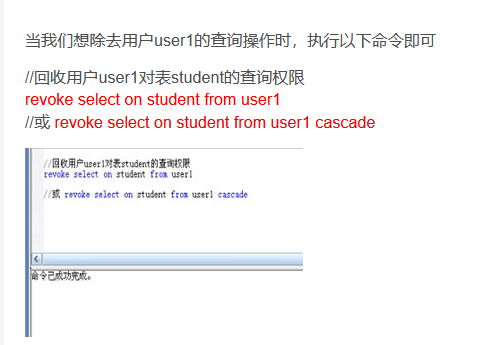 当我们想除去用户user1的查询操作时，执行以下命令即可
//回收用户user1对表student的查询权限
revoke select on student from user1
//或 revoke select on student from user1 cascade
//回收用户user1对表student的查询权限
revoke select on student from user1
//或 revoke select on student from user1 cascade
命令已成功完成。